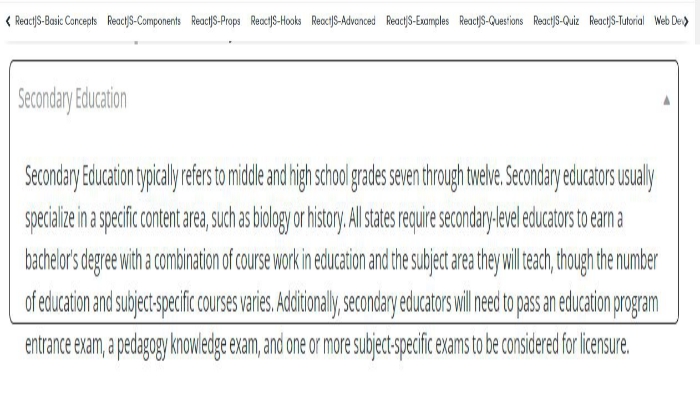 ReactJS-Basic Concepts ReactJS-Components ReactJS-Props ReactJS-Hooks ReactJS-Advanced ReactJS-Examples ReactJS-Questions ReactJS-Quiz ReactJS-Tutorial Web Dev
Secondary Education
Secondary Education typically refers to middle and high school grades seven through twelve. Secondary educators usually
specialize in a specific content area, such as biology or history. All states require secondary-level educators to earn a
bachelor's degree with a combination of course work in education and the subject area they will teach, though the number
of education and subject-specific courses varies. Additionally, secondary educators will need to pass an education program
entrance exam, a pedagogy knowledge exam, and one or more subject-specific exams to be considered for licensure.